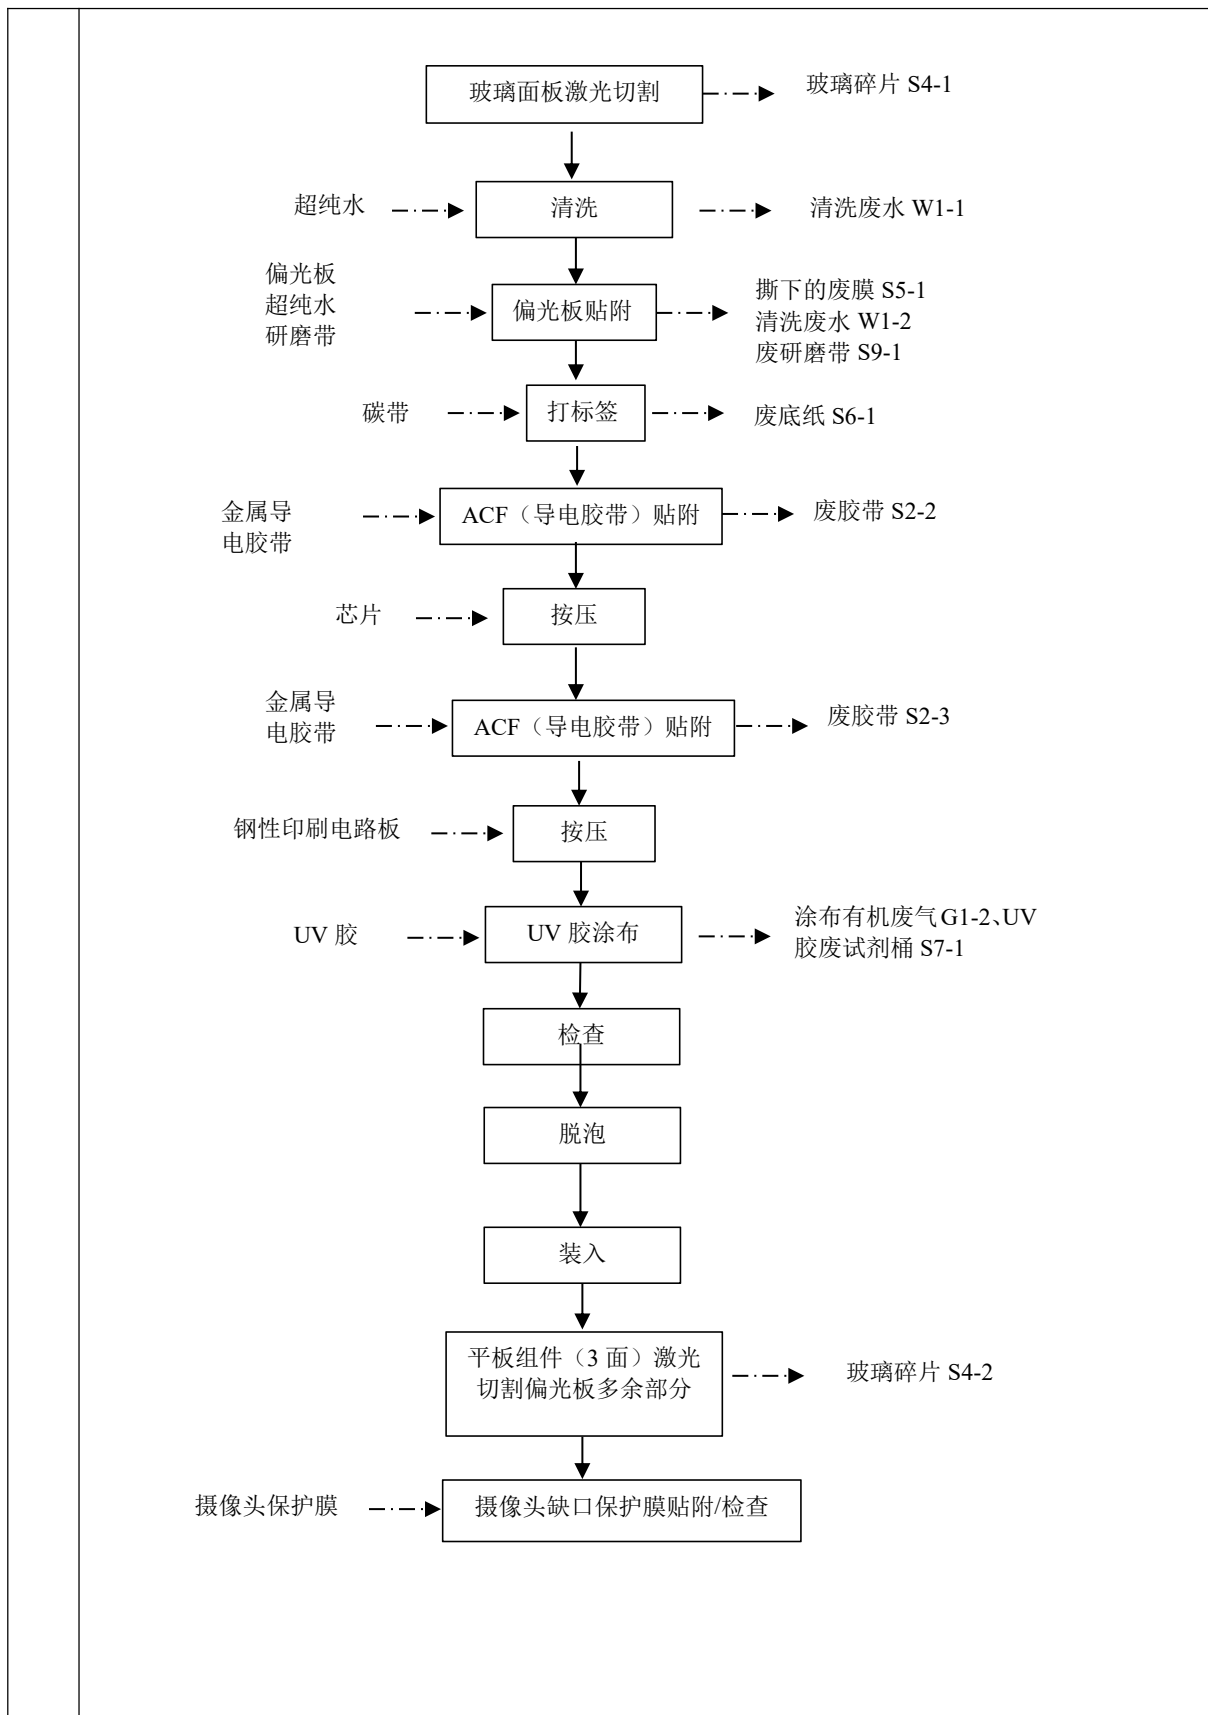 玻璃面板激光切割
玻璃碎片 S4-1
超纯水
清洗
清洗废水 W1-1
偏光板
超纯水
研磨带
偏光板贴附
撕下的废膜 S5-1
清洗废水 W1-2
废研磨带 S9-1
碳带
打标签
废底纸 S6-1
金属导
电胶带
ACF（导电胶带）贴附
废胶带 S2-2
芯片
按压
金属导
电胶带
ACF（导电胶带）贴附
废胶带 S2-3
钢性印刷电路板
按压
UV 胶
UV 胶涂布
涂布有机废气 G1-2、UV
胶废试剂桶 S7-1
检查
脱泡
装入
平板组件（3 面）激光
切割偏光板多余部分
玻璃碎片 S4-2
摄像头保护膜
摄像头缺口保护膜贴附/检查